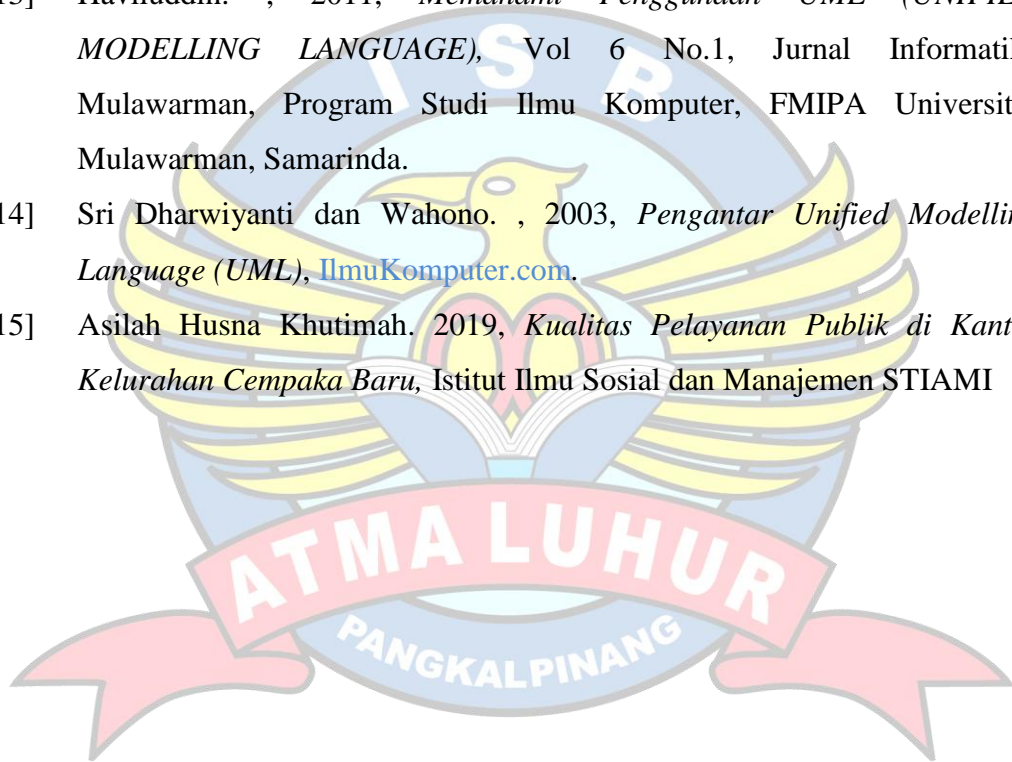 13] Haviluddin. , 2011, Memahami Penggunaan UML (UNIFIE
MODELLING LANGUAGE), Vol 6 No.1, Jurnal Informatik
Mulawarman, Program Studi Ilmu Komputer, FMIPA Universit
Mulawarman, Samarinda.
14] Sri Dharwiyanti dan Wahono. , 2003, Pengantar Unified Modellin
Language (UML), IlmuKomputer.com.
15] Asilah Husna Khutimah. 2019, Kualitas Pelayanan Publik di Kant
Kelurahan Cempaka Baru, Istitut Ilmu Sosial dan Manajemen STIAMI
ISB
ATMA LUHUR
PANGKALPINANG